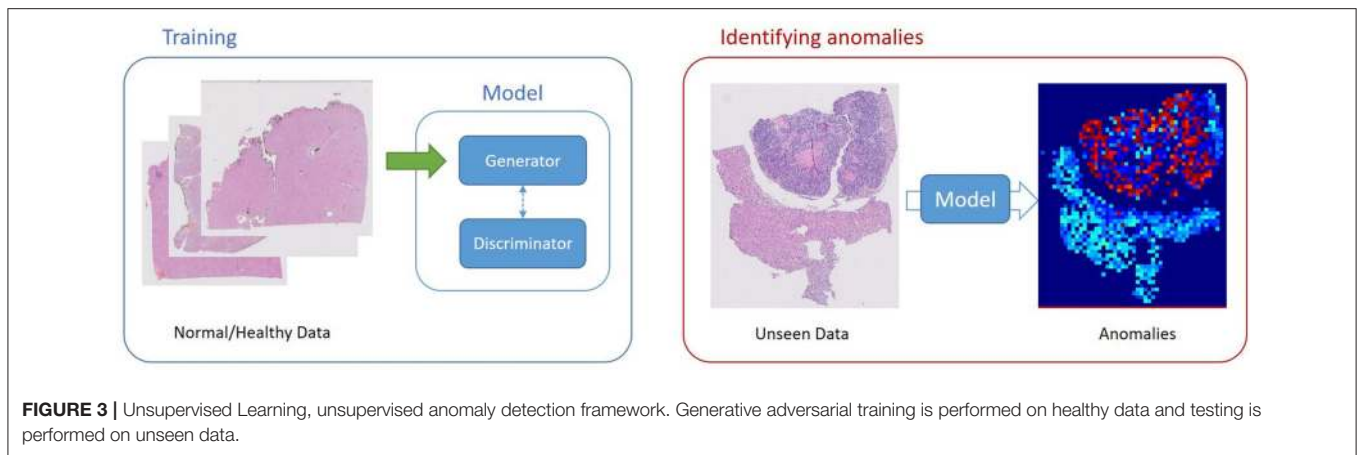 Training
Model
Generator
Discriminator
Normal/Healthy Data
Identifying anomalies
Model
Unseen Data
Anomalies
FIGURE 3 | Unsupervised Learning, unsupervised anomaly detection framework. Generative adversarial training is performed on healthy data and testing is
performed on unseen data.